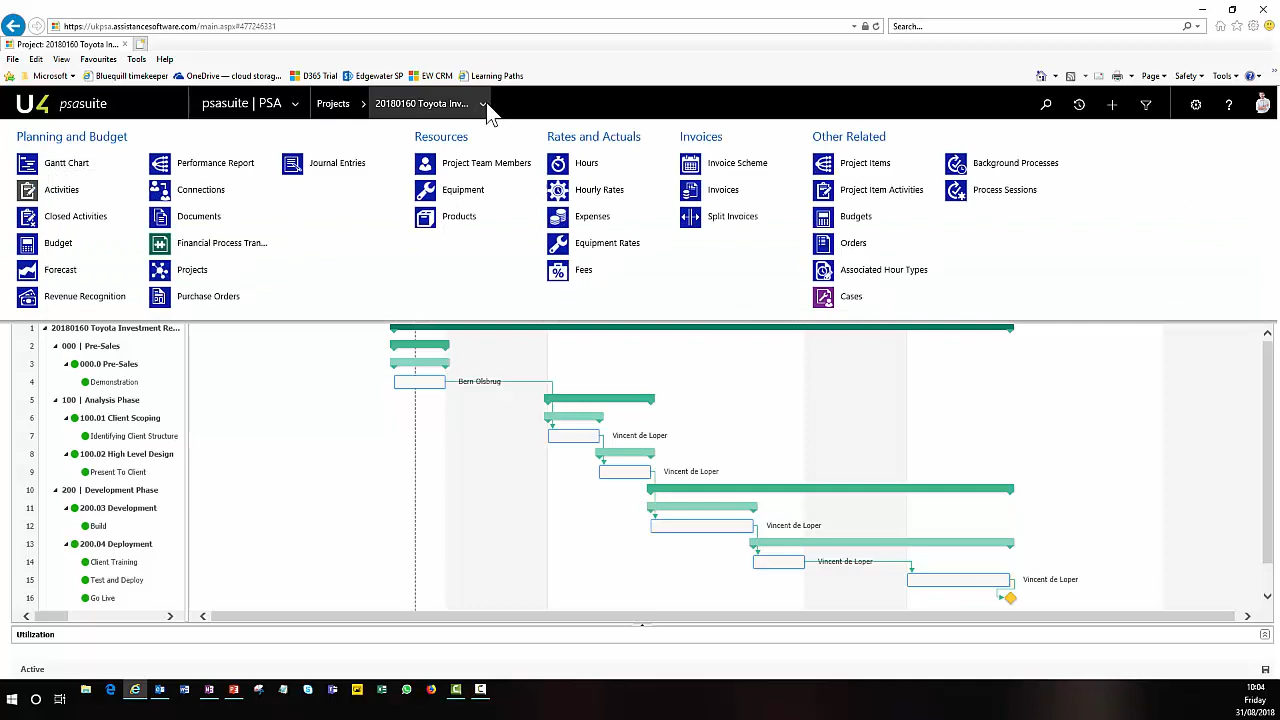 https://ukpsa.assistancesoftware.com/main.aspx#477246331
Search...
Project: 20180160 Toyota In...
File Edit View Favourites Tools Help
Microsoft Bluequill timekeeper OneDrive — cloud storag... D365 Trial Edgewater SP EW CRM Learning Paths
Page Safety Tools
U4 psasuite
psasuite | PSA
Projects
20180160 Toyota Inv...
Planning and Budget
Gantt Chart
Activities
Closed Activities
Budget
Forecast
Revenue Recognition
Performance Report
Connections
Documents
Financial Process Tran...
Projects
Purchase Orders
Journal Entries
Resources
Project Team Members
Equipment
Products
Rates and Actuals
Hours
Hourly Rates
Expenses
Equipment Rates
Fees
Invoices
Invoice Scheme
Invoices
Split Invoices
Other Related
Project Items
Project Item Activities
Budgets
Orders
Associated Hour Types
Cases
Background Processes
Process Sessions
1 20180160 Toyota Investment Re...
2 000 | Pre-Sales
3 000.0 Pre-Sales
4 Demonstration Bern Olsbrug
5 100 | Analysis Phase
6 100.01 Client Scoping
7 Identifying Client Structure Vincent de Loper
8 100.02 High Level Design
9 Present To Client Vincent de Loper
10 200 | Development Phase
11 200.03 Development
12 Build Vincent de Loper
13 200.04 Deployment
14 Client Training Vincent de Loper
15 Test and Deploy Vincent de Loper
16 Go Live
Utilization
Active
10:04
Friday
31/08/2018